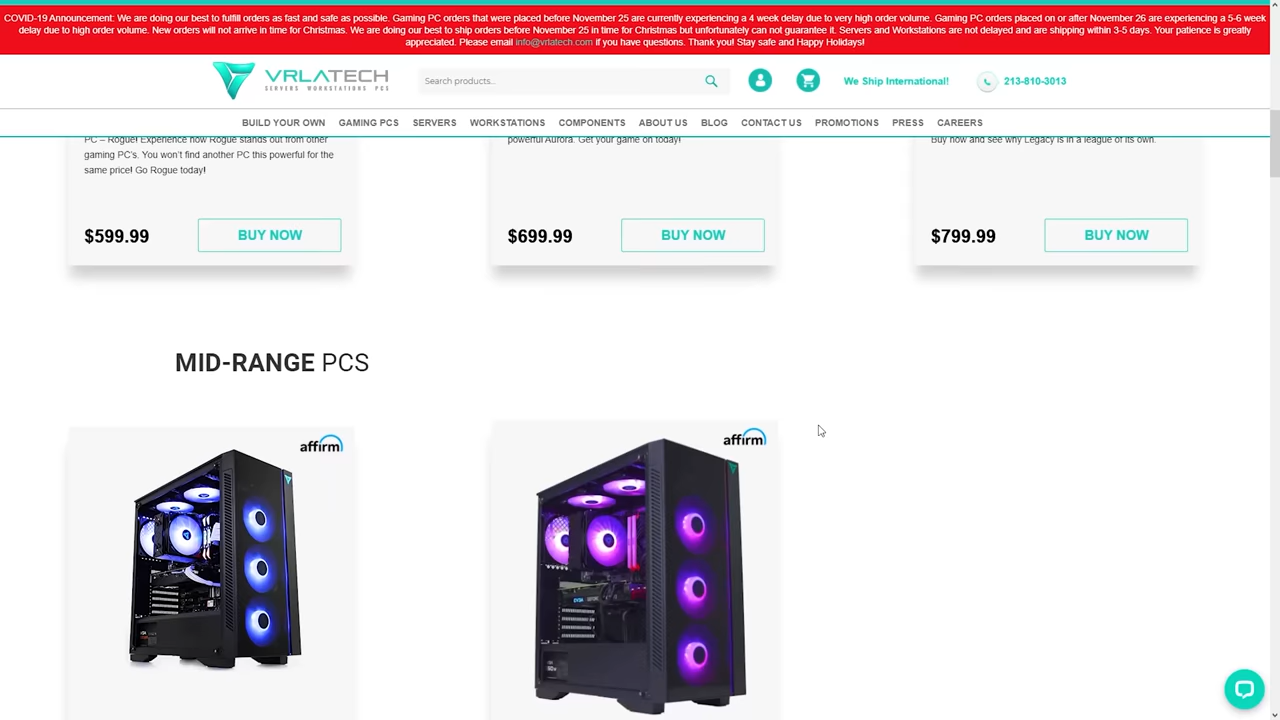 COVID-19 Announcement: We are doing our best to fulfill orders as fast and safe as possible. Gaming PC orders that were placed before November 25 are currently experiencing a 4 week delay due to very high order volume. Gaming PC orders placed on or after November 26 are experiencing a 5-6 week
delay due to high order volume. New orders will not arrive in time for Christmas. We are doing our best to ship orders before November 25 in time for Christmas but unfortunately can not guarantee it. Servers and Workstations are not delayed and are shipping within 3-5 days. Your patience is greatly
appreciated. Please email info@vrlatech.com if you have questions. Thank you! Stay safe and Happy Holidays!
VRLATECH
SERVERS WORKSTATIONS PCS
Search products...
We Ship International!
213-810-3013
BUILD YOUR OWN GAMING PCS SERVERS WORKSTATIONS COMPONENTS ABOUT US BLOG CONTACT US PROMOTIONS PRESS CAREERS
PC – Rogue! Experience how Rogue stands out from other
gaming PC's. You won't find another PC this powerful for the
same price! Go Rogue today!
$599.99 BUY NOW
powerful Aurora. Get your game on today!
$699.99 BUY NOW
Buy now and see why Legacy is in a league of its own.
$799.99 BUY NOW
MID-RANGE PCS
affirm
affirm